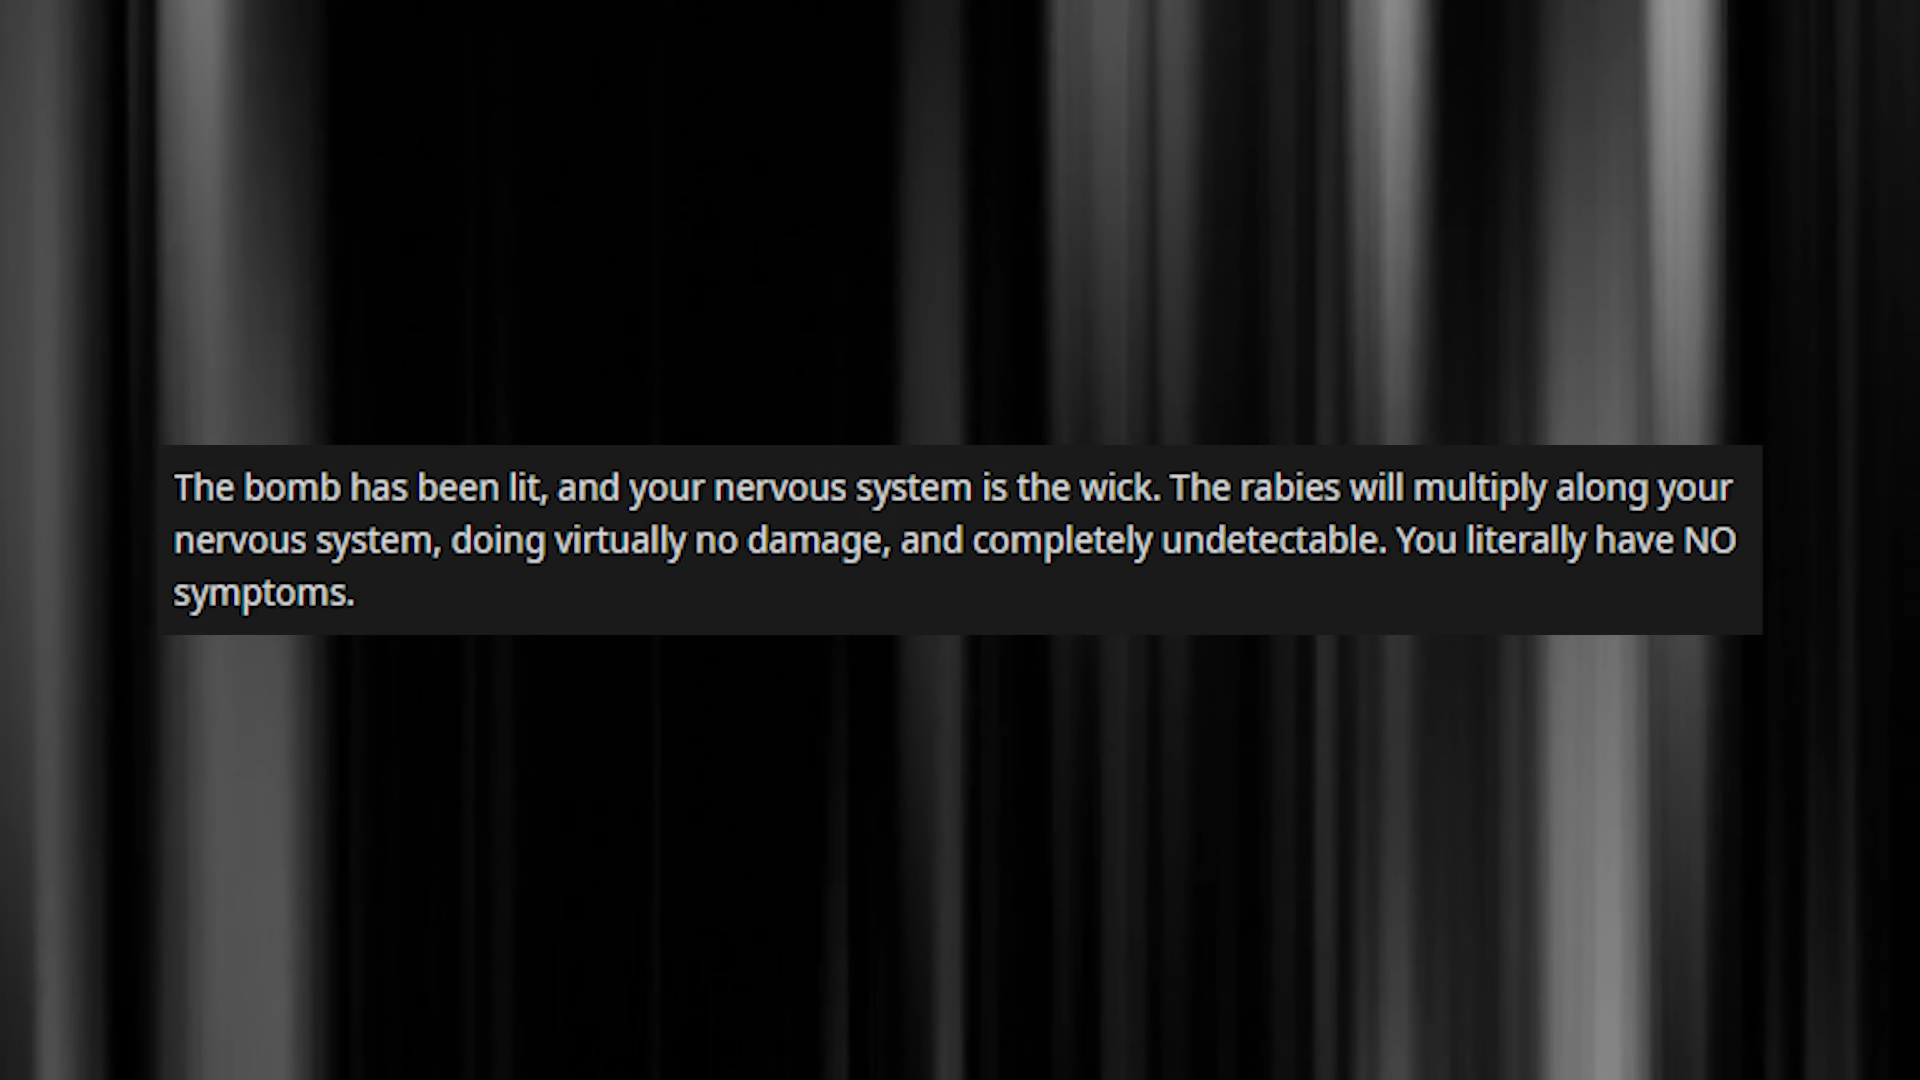 The bomb has been lit, and your nervous system is the wick. The rabies will multiply along your
nervous system, doing virtually no damage, and completely undetectable. You literally have NO
symptoms.